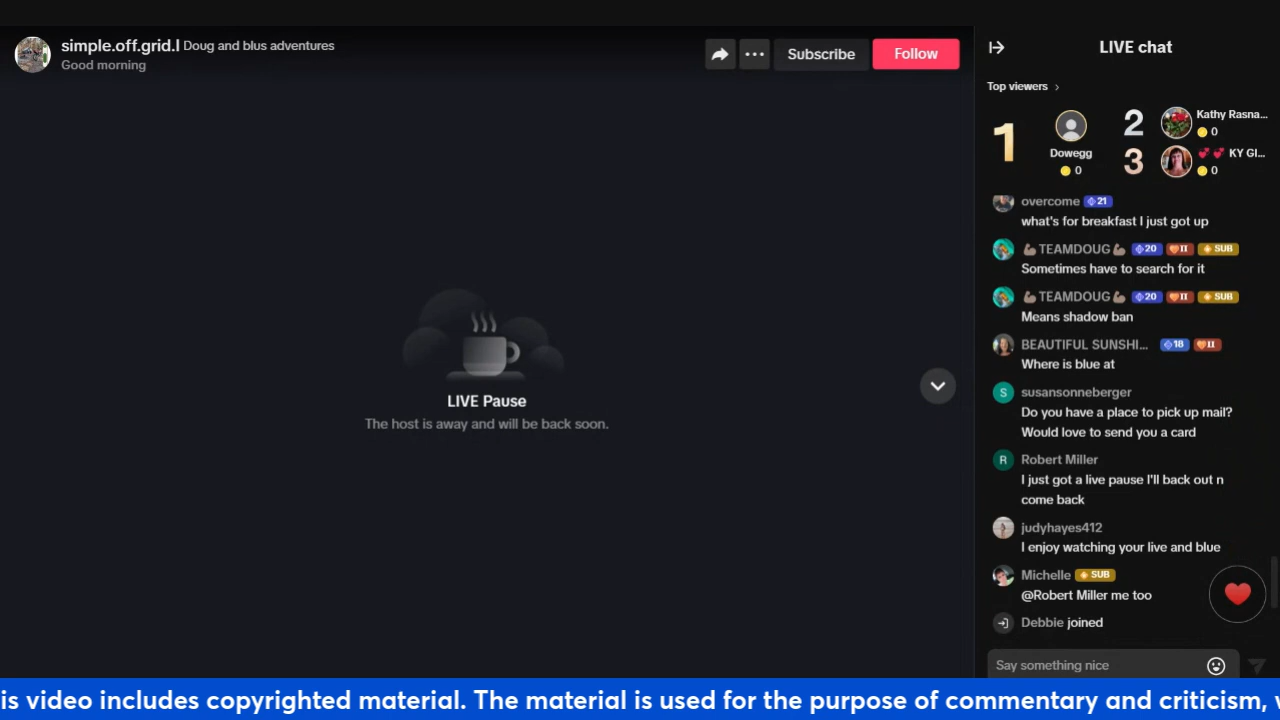 simple.off.grid.l Doug and blus adventures
Good morning
Subscribe
Follow
LIVE Pause
The host is away and will be back soon.
LIVE chat
Top viewers
1
Dowegg
0
2
Kathy Rasna...
0
3
KY GI...
0
overcome 21
what's for breakfast I just got up
TEAMDOUG 20 II SUB
Sometimes have to search for it
TEAMDOUG 20 II SUB
Means shadow ban
BEAUTIFUL SUNSHI... 18 II
Where is blue at
S susansonneberger
Do you have a place to pick up mail?
Would love to send you a card
R Robert Miller
I just got a live pause I'll back out n
come back
judyhayes412
I enjoy watching your live and blue
Michelle SUB
@Robert Miller me too
Debbie joined
Say something nice
is video includes copyrighted material. The material is used for the purpose of commentary and criticism,